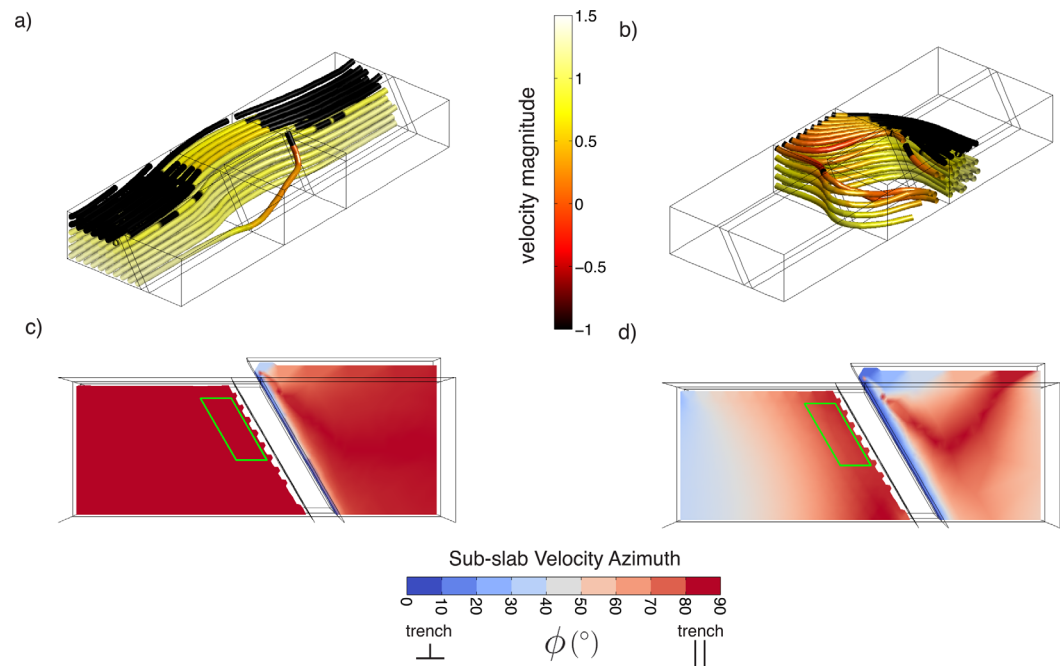 a)
b)
1.5
1
0.5
0
−0.5
−1
velocity magnitude
c)
d)
Sub-slab Velocity Azimuth
0 10 20 30 40 50 60 70 80 90
trench ϕ (°) trench
⊥ ||